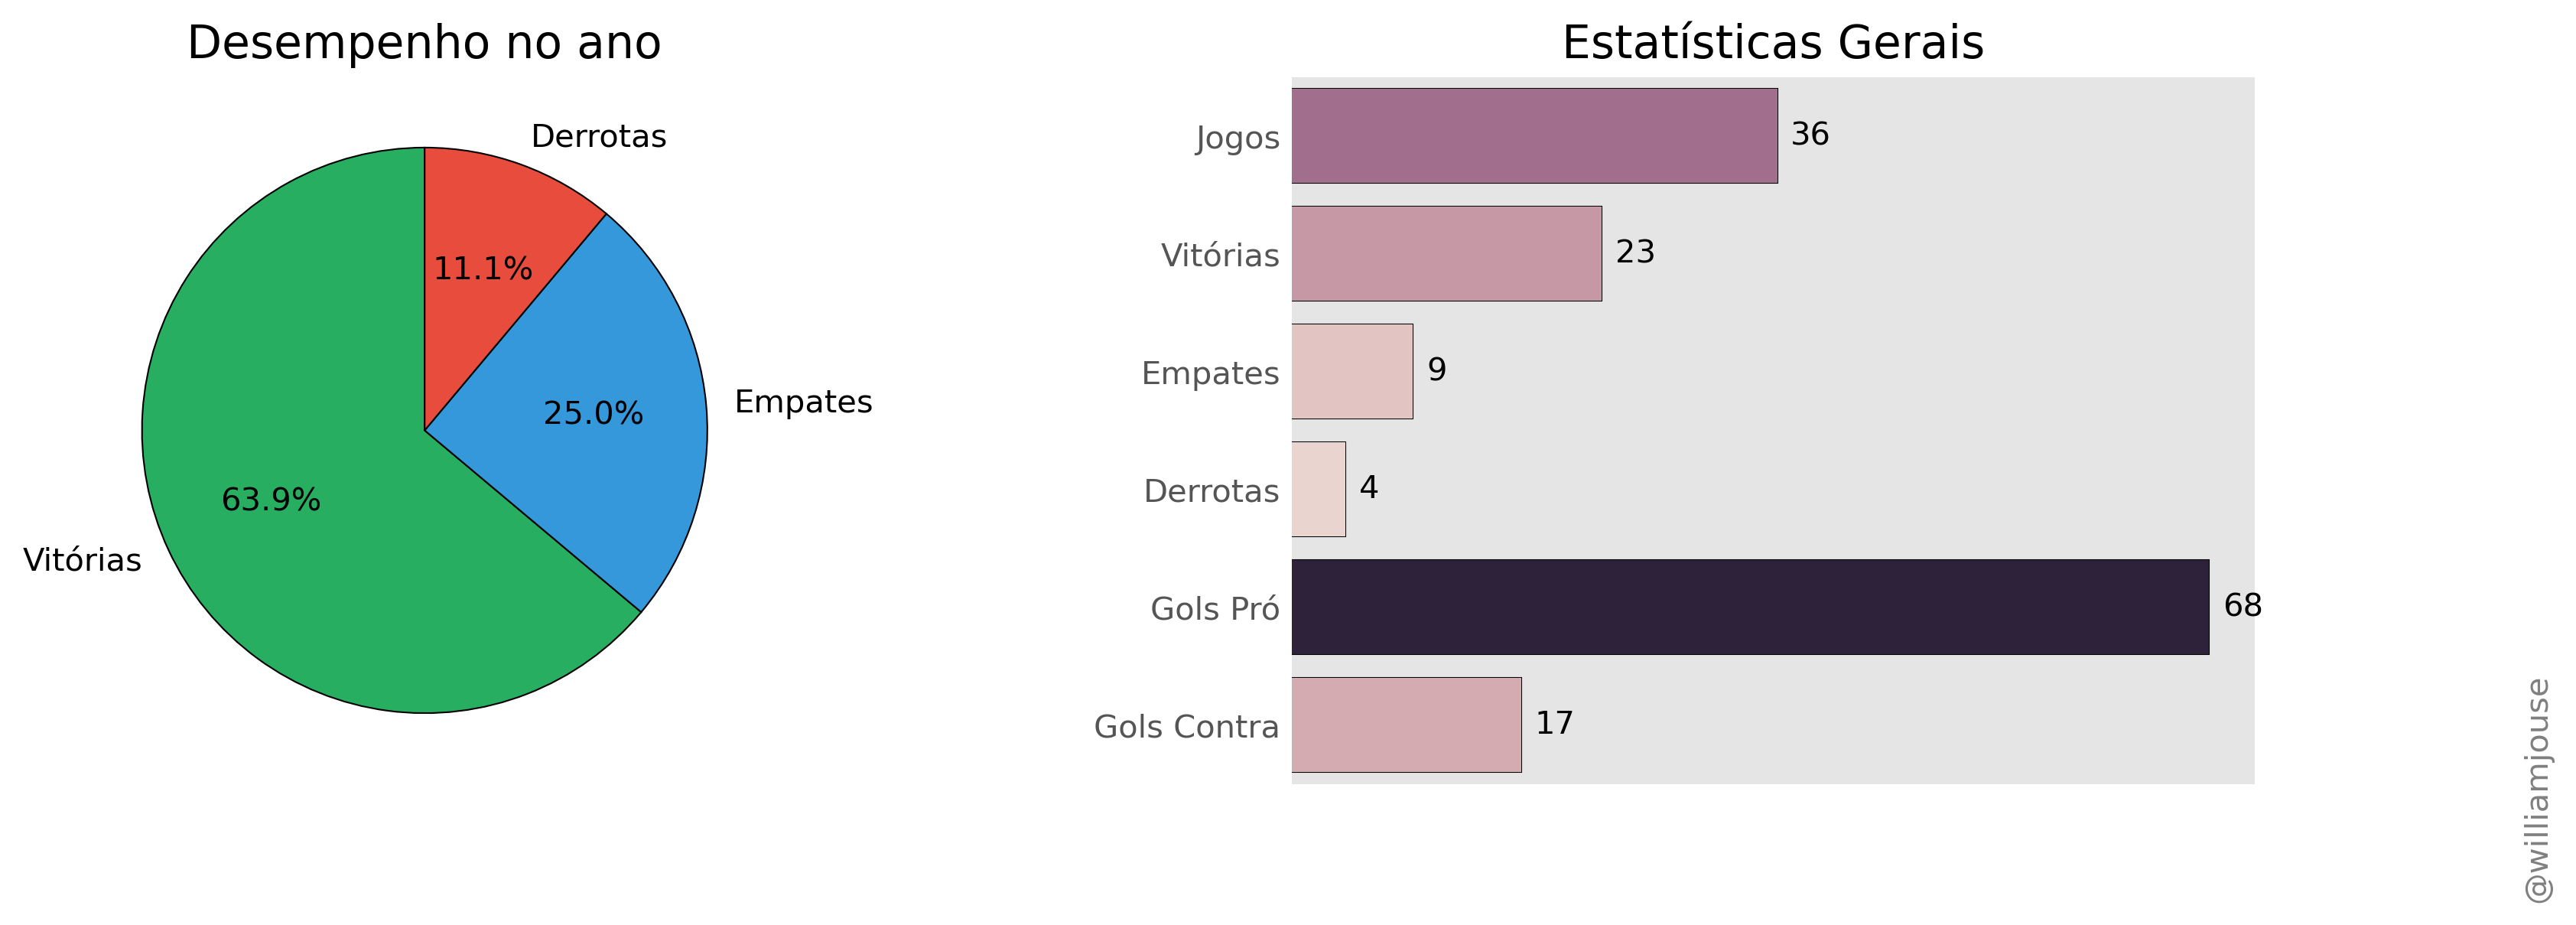 Desempenho no ano
Derrotas
11.1%
25.0%
Empates
63.9%
Vitórias
Estatísticas Gerais
Jogos
36
Vitórias
23
Empates
9
Derrotas
4
Gols Pró
68
Gols Contra
17
@williamjouse